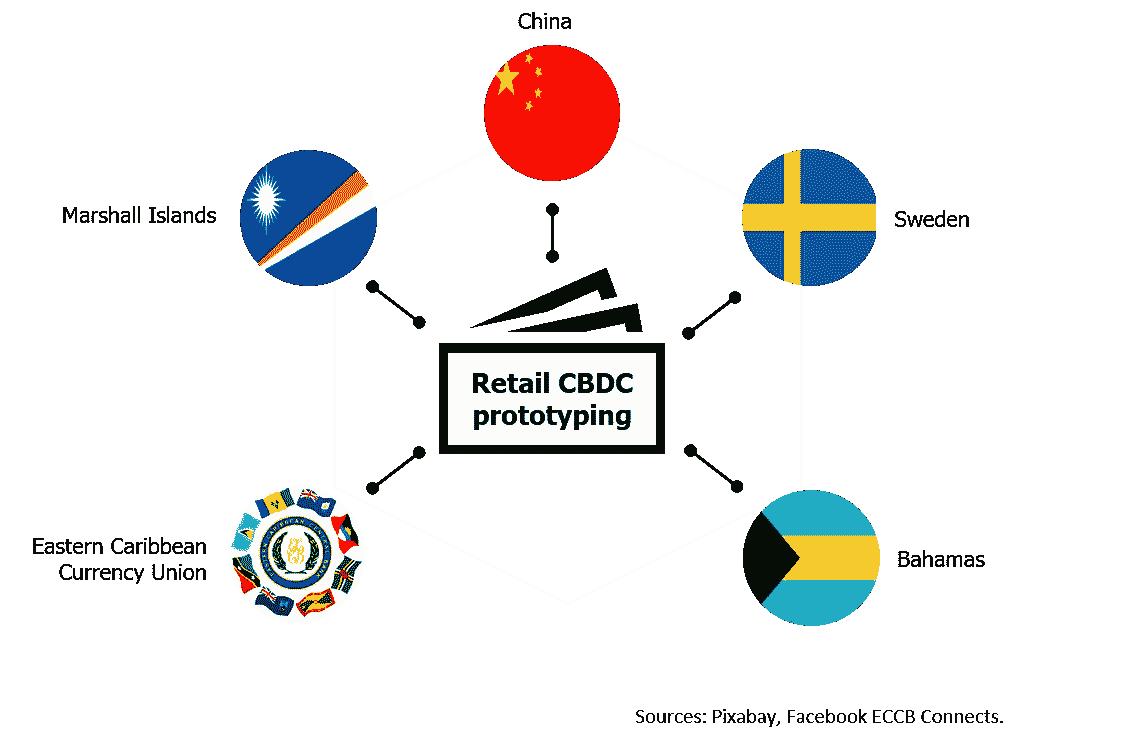 China
Marshall Islands
Sweden
Retail CBDC
prototyping
Eastern Caribbean
Currency Union
Bahamas
Sources: Pixabay, Facebook ECCB Connects.